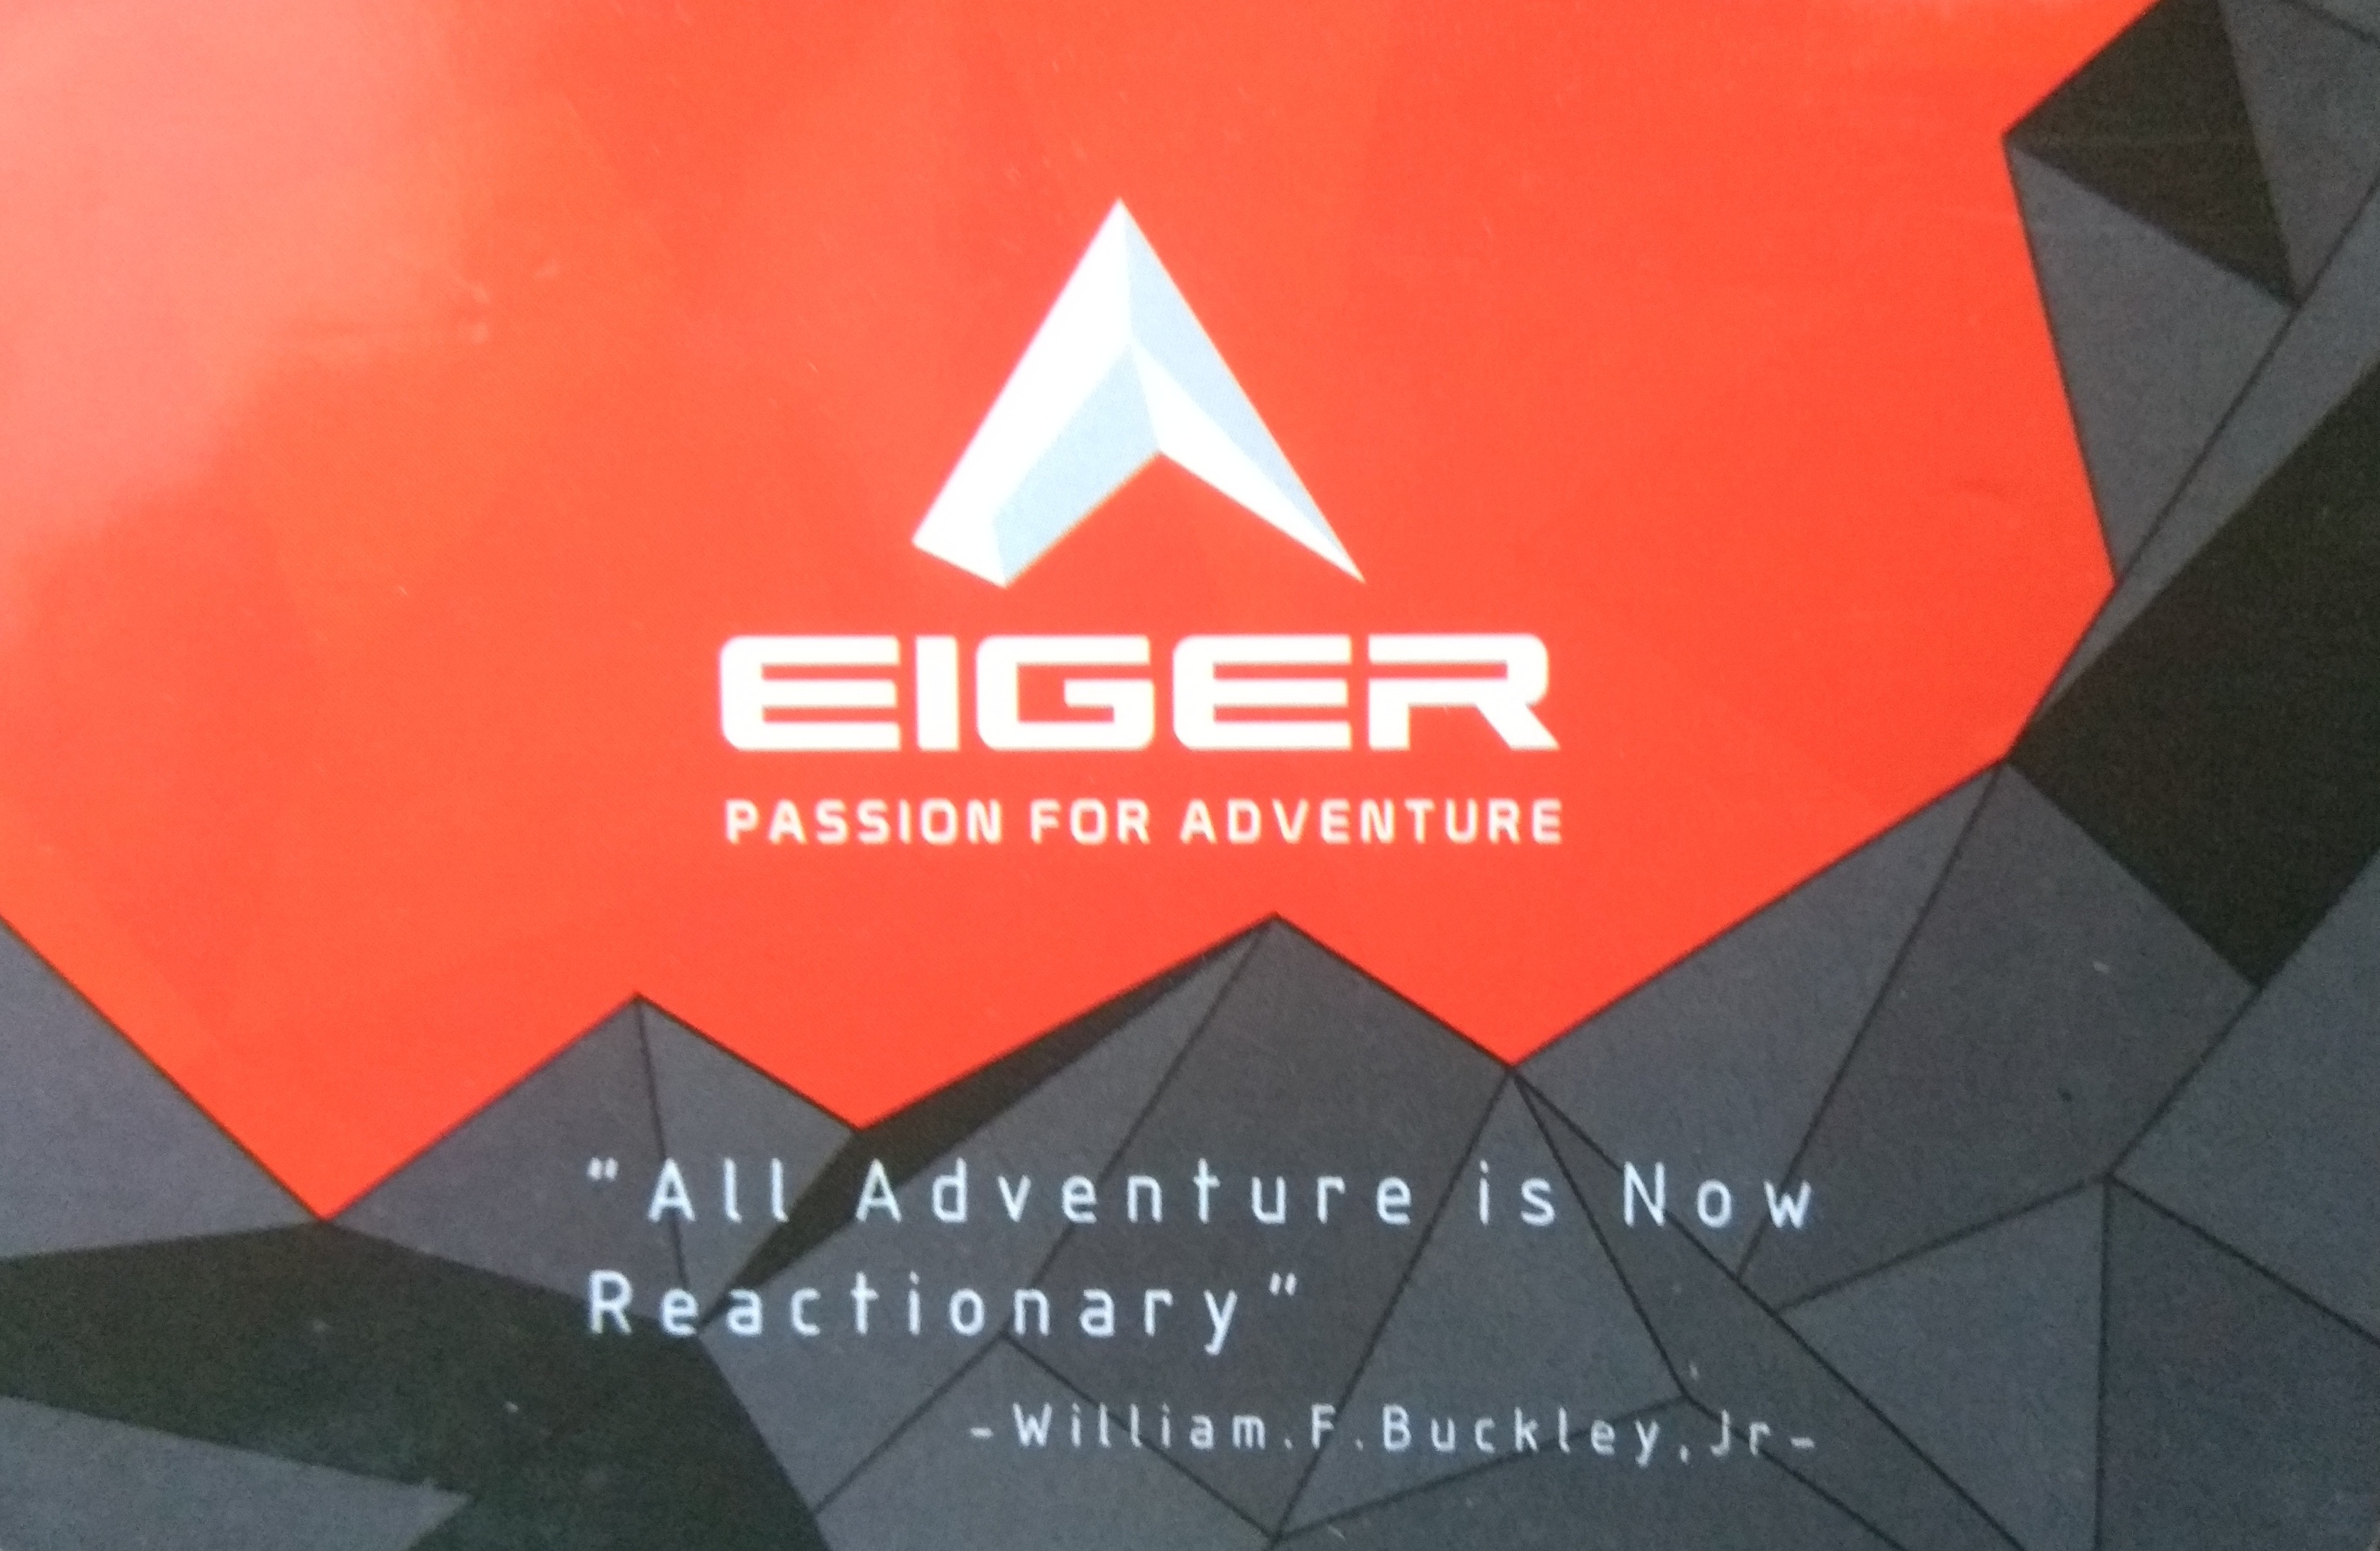 EIGER
PASSION FOR ADVENTURE
"All Adventure is Now
Reactionary"
-William.F.Buckley,Jr-